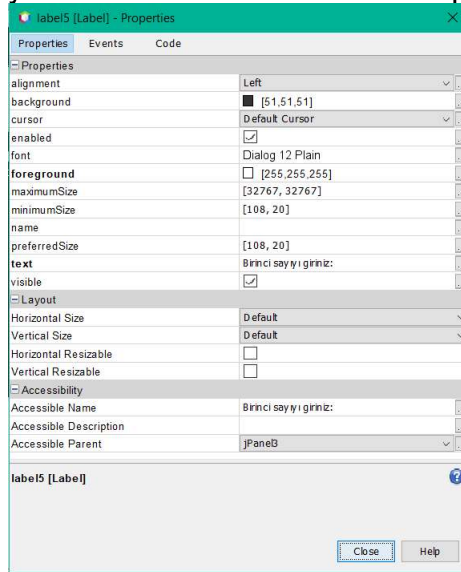 label5 [Label] - Properties
Properties Events Code
Properties
alignment Left
background [51,51,51]
cursor Default Cursor
enabled
font Dialog 12 Plain
foreground [255,255,255]
maximumSize [32767, 32767]
minimumSize [108, 20]
name
preferredSize [108, 20]
text Birinci sayıyı giriniz:
visible
Layout
Horizontal Size Default
Vertical Size Default
Horizontal Resizable
Vertical Resizable
Accessibility
Accessible Name Birinci sayıyı giriniz:
Accessible Description
Accessible Parent jPanel3
label5 [Label]
Close Help